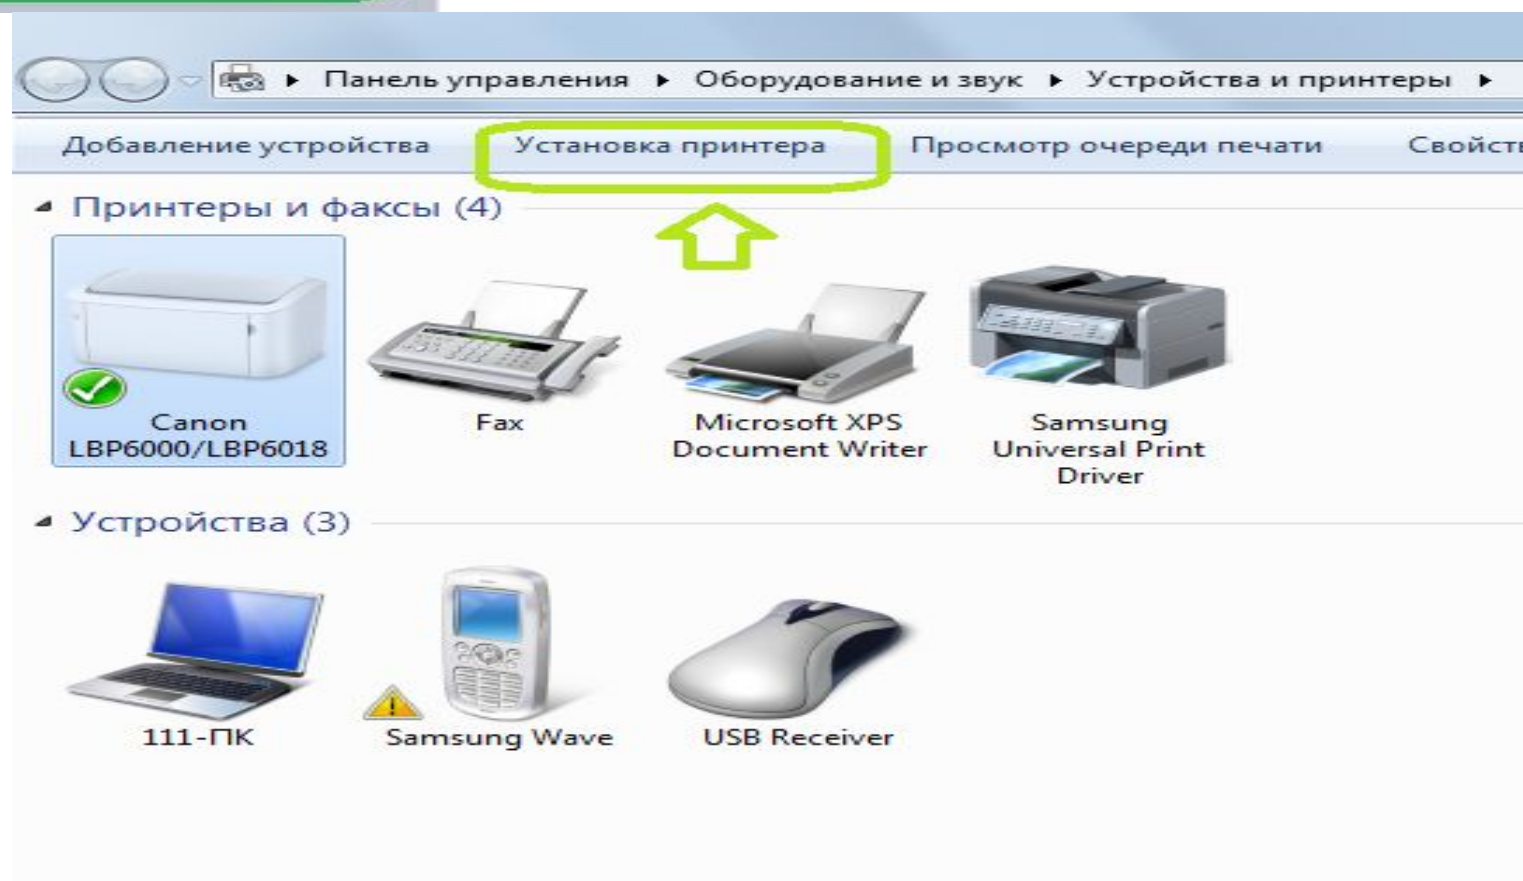 Панель управления ▸ Оборудование и звук ▸ Устройства и принтеры ▸
Добавление устройства Установка принтера Просмотр очереди печати Свойств
Принтеры и факсы (4)
Canon
LBP6000/LBP6018
Fax
Microsoft XPS
Document Writer
Samsung
Universal Print
Driver
Устройства (3)
111-ПК
Samsung Wave
USB Receiver